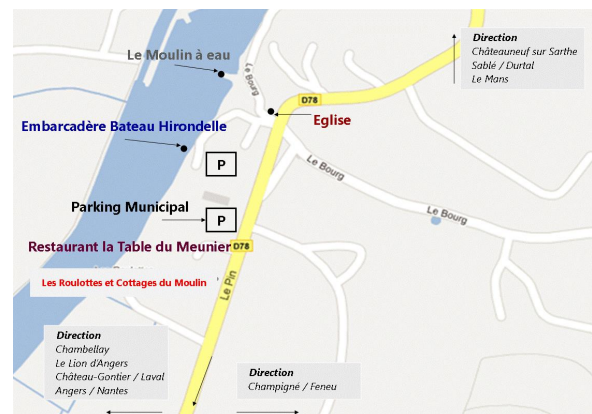 Direction
Châteauneuf sur Sarthe
Sablé / Durtal
Le Mans
Le Moulin à eau
Le Bourg
D78
Eglise
Embarcadère Bateau Hirondelle
P
Le Bourg
Parking Municipal
P
Le Bourg
Restaurant la Table du Meunier
D78
Les Roulottes et Cottages du Moulin
Le Pin
Direction
Chambellay
Le Lion d'Angers
Château-Gontier / Laval
Angers / Nantes
Direction
Champigné / Feneu